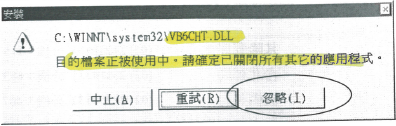 安裝
C:\WINNT\system32\VB6CHT.DLL
目的檔案正被使用中。請確定已關閉所有其它的應用程式。
中止(A) 重試(R) 忽略(I)